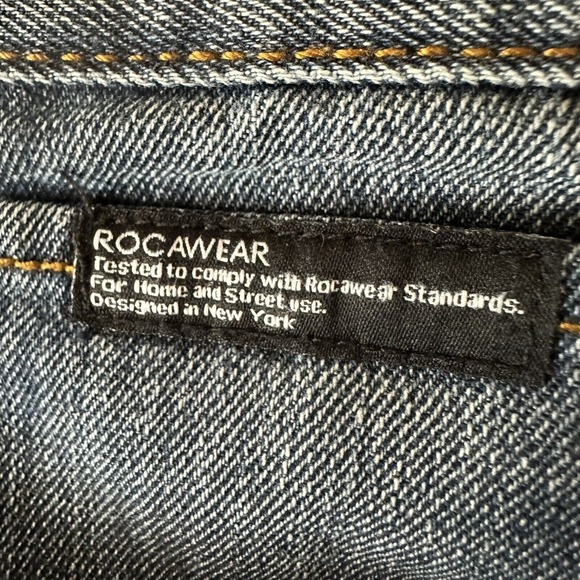 ROCAWEAR
Tested to comply with Rocawear Standards.
For Home and Street use.
Designed in New York